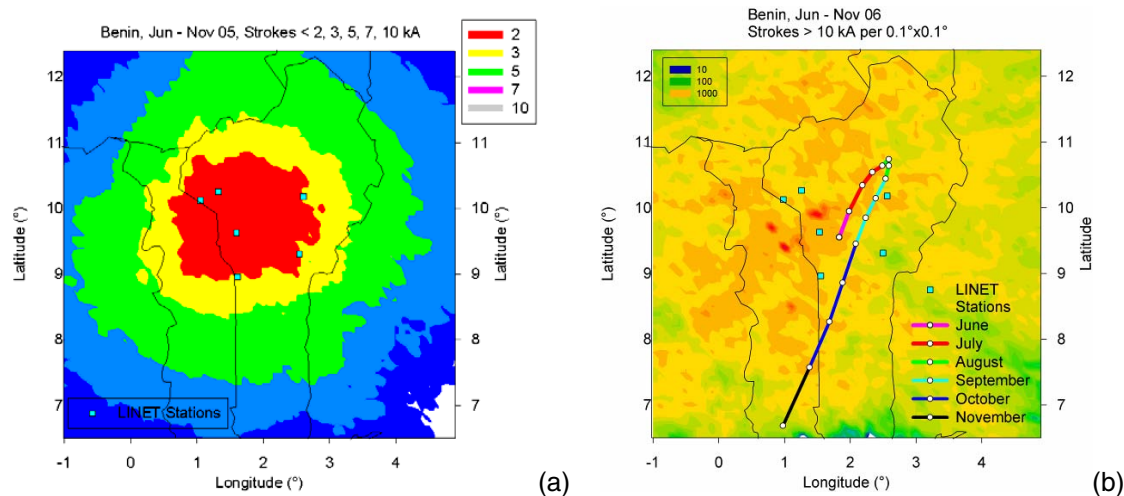 Benin, Jun - Nov 05, Strokes < 2, 3, 5, 7, 10 kA
2
3
5
7
10
12
11
10
9
8
7
Latitude (°)
12
11
10
9
8
7
Latitude (°)
LINET Stations
-1 0 1 2 3 4
Longitude (°)
(a)
Benin, Jun - Nov 06
Strokes > 10 kA per 0.1°x0.1°
10
100
1000
12
11
10
9
8
7
Latitude (°)
12
11
10
9
8
7
Latitude
LINET
Stations
June
July
August
September
October
November
-1 0 1 2 3 4
Longitude (°)
(b)